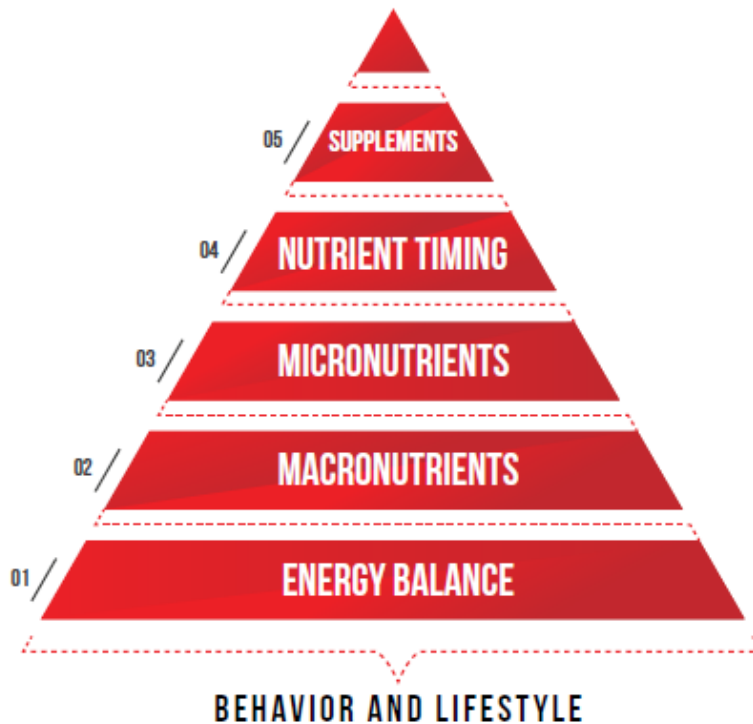 05
SUPPLEMENTS
04
NUTRIENT TIMING
03
MICRONUTRIENTS
02
MACRONUTRIENTS
01
ENERGY BALANCE
BEHAVIOR AND LIFESTYLE